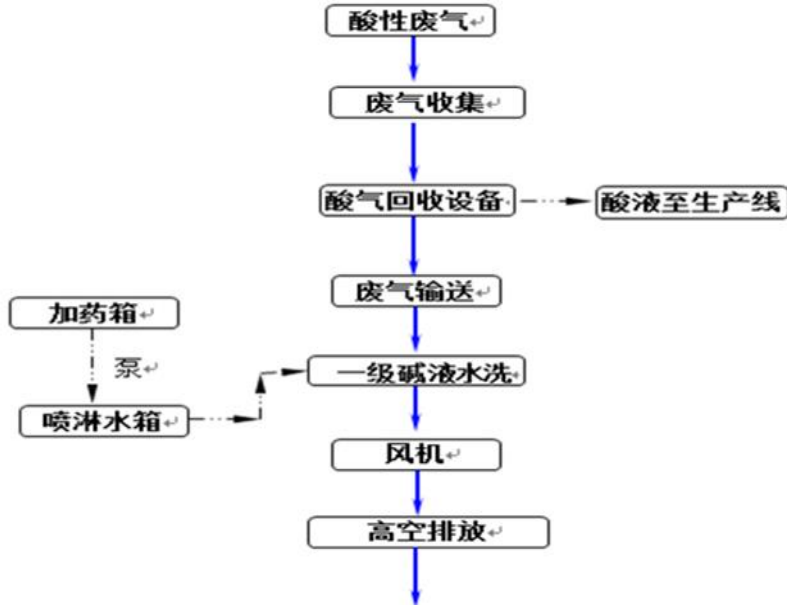 酸性废气
废气收集
酸气回收设备
酸液至生产线
废气输送
加药箱
泵
一级碱液水洗
喷淋水箱
风机
高空排放